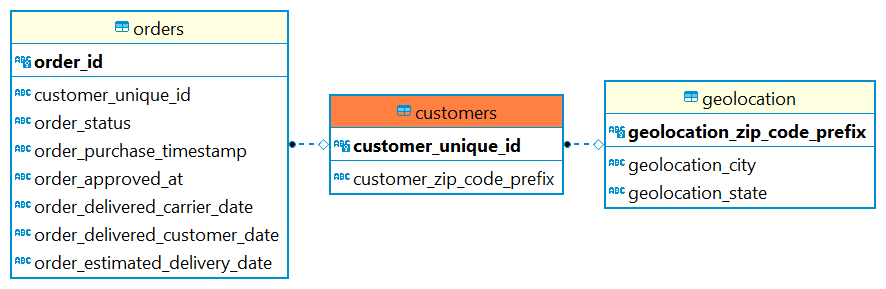 orders
order_id
customer_unique_id
order_status
order_purchase_timestamp
order_approved_at
order_delivered_carrier_date
order_delivered_customer_date
order_estimated_delivery_date
customers
customer_unique_id
customer_zip_code_prefix
geolocation
geolocation_zip_code_prefix
geolocation_city
geolocation_state